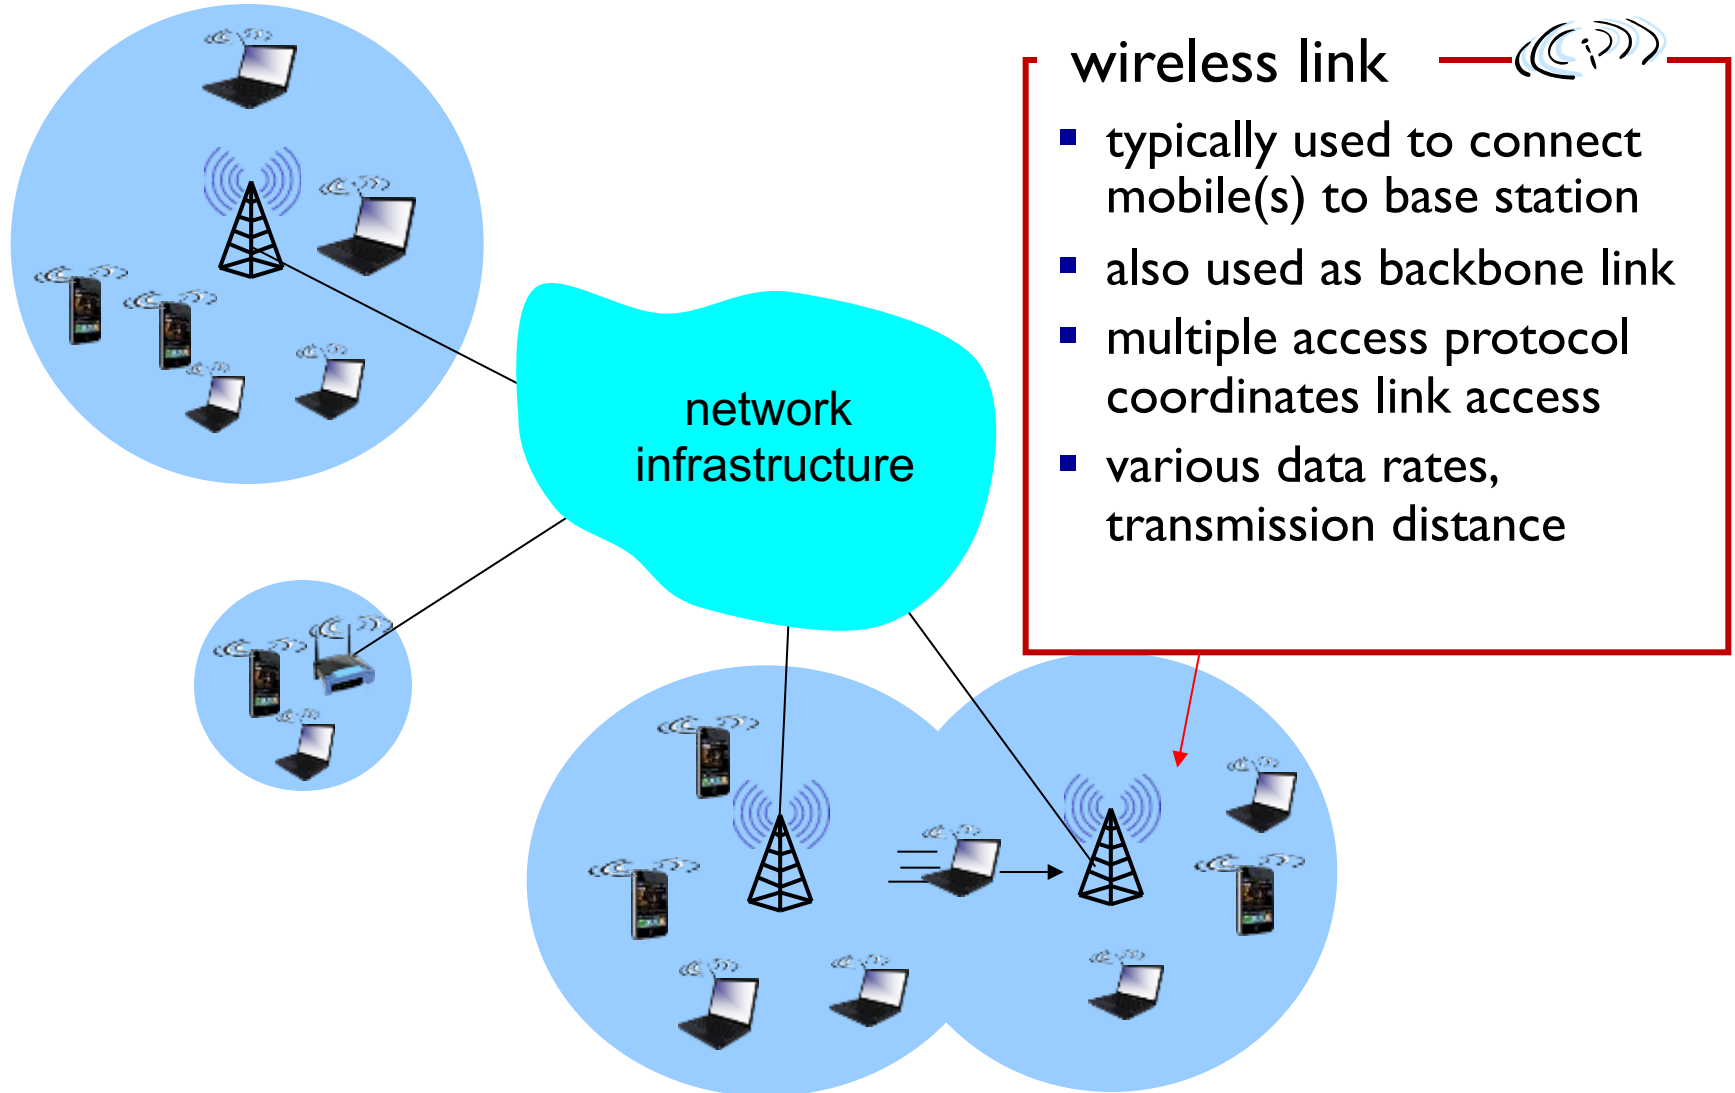 wireless link
typically used to connect
mobile(s) to base station
also used as backbone link
multiple access protocol
coordinates link access
various data rates,
transmission distance
network
infrastructure